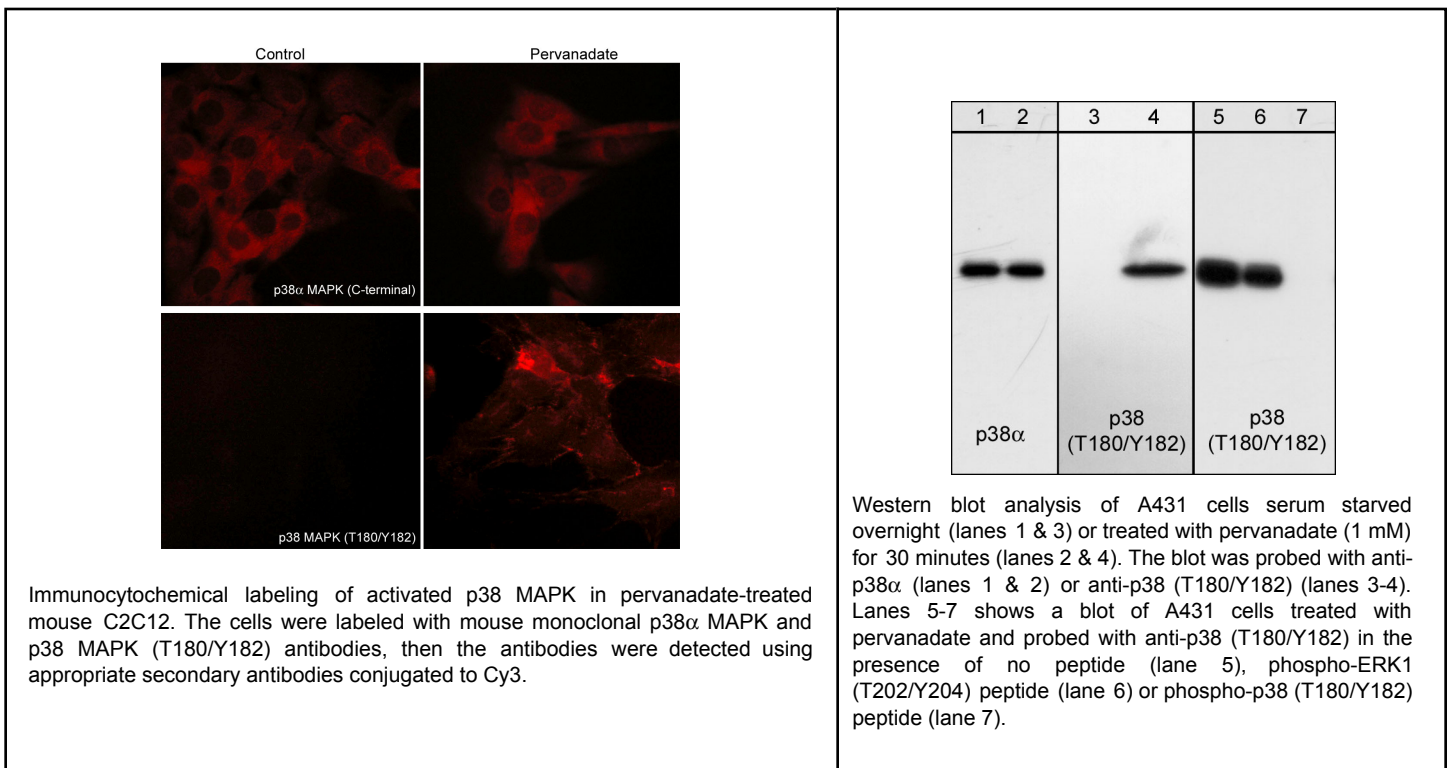 Control
Pervanadate
p38α MAPK (C-terminal)
p38 MAPK (T180/Y182)
Immunocytochemical labeling of activated p38 MAPK in pervanadate-treated
mouse C2C12. The cells were labeled with mouse monoclonal p38α MAPK and
p38 MAPK (T180/Y182) antibodies, then the antibodies were detected using
appropriate secondary antibodies conjugated to Cy3.
1 2 3 4 5 6 7
p38α
p38
(T180/Y182)
p38
(T180/Y182)
Western blot analysis of A431 cells serum starved
overnight (lanes 1 & 3) or treated with pervanadate (1 mM)
for 30 minutes (lanes 2 & 4). The blot was probed with anti-
p38α (lanes 1 & 2) or anti-p38 (T180/Y182) (lanes 3-4).
Lanes 5-7 shows a blot of A431 cells treated with
pervanadate and probed with anti-p38 (T180/Y182) in the
presence of no peptide (lane 5), phospho-ERK1
(T202/Y204) peptide (lane 6) or phospho-p38 (T180/Y182)
peptide (lane 7).